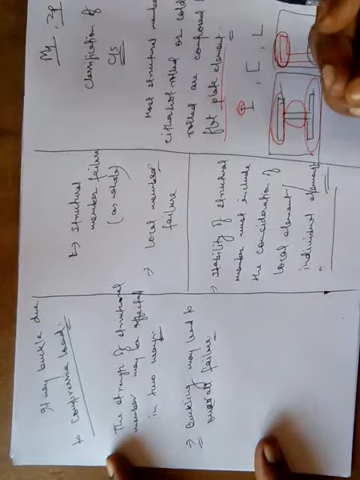 My, Zp
Classification of
C/s
Most structural member
either hot rolled or cold
rolled are composed
flat plate element
I, [, L
→ Structural
member failure
(as whole)
→ Local member
failure
→ Stability of structural
member must include
the consideration of
local element/
individual element
It may buckle due
to compressive load.
The strength of structural
member may be affected
in two ways
→ Buckling may lead to
overall failure